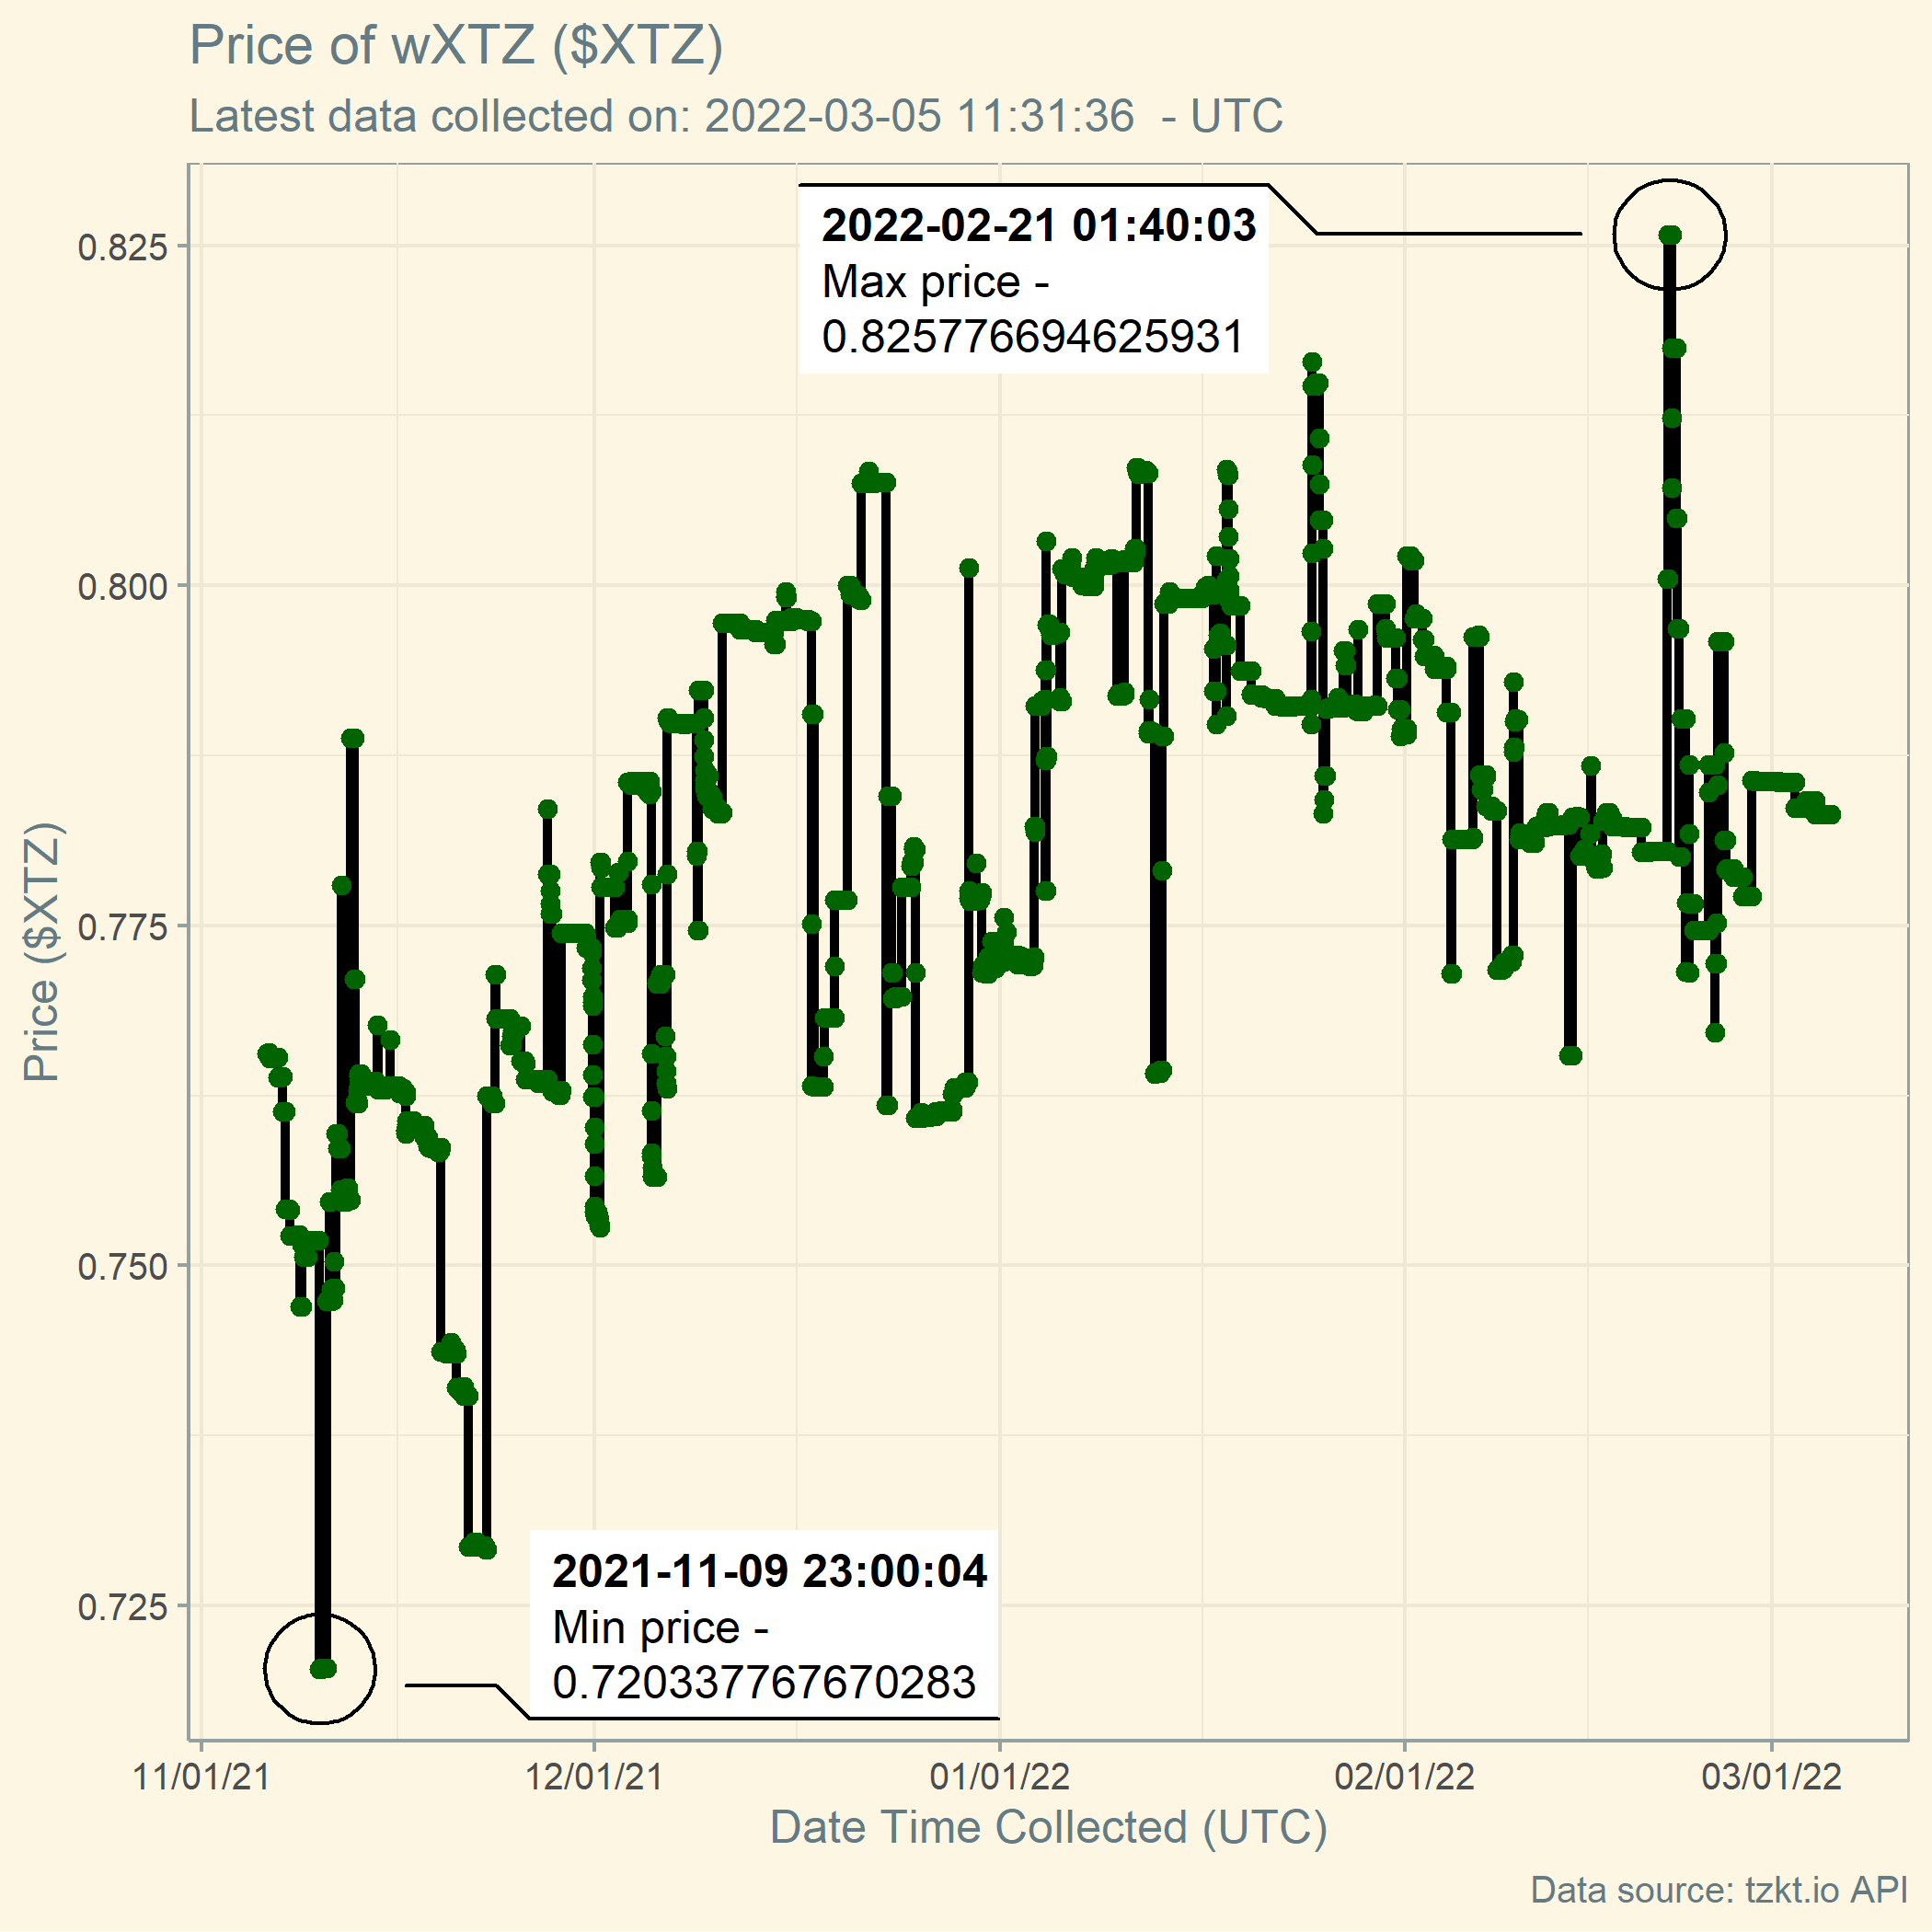 Price of wXTZ ($XTZ)
Latest data collected on: 2022-03-05 11:31:36  - UTC
2022-02-21 01:40:03
Max price -
0.825776694625931
0.825
0.800
0.775
0.750
0.725
Price ($XTZ)
2021-11-09 23:00:04
Min price -
0.720337767670283
11/01/21
12/01/21
01/01/22
02/01/22
03/01/22
Date Time Collected (UTC)
Data source: tzkt.io API